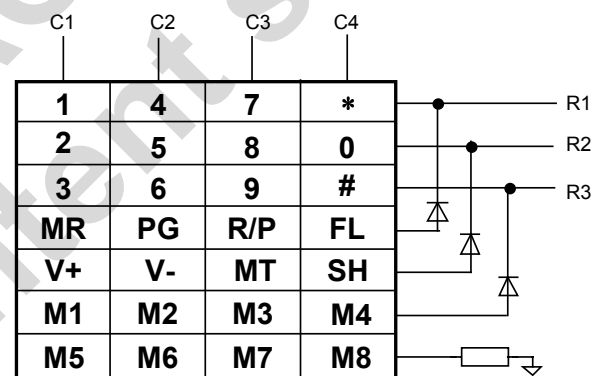 C1 C2 C3 C4
1 4 7 * R1
2 5 8 0 R2
3 6 9 # R3
MR PG R/P FL
V+ V- MT SH
M1 M2 M3 M4
M5 M6 M7 M8